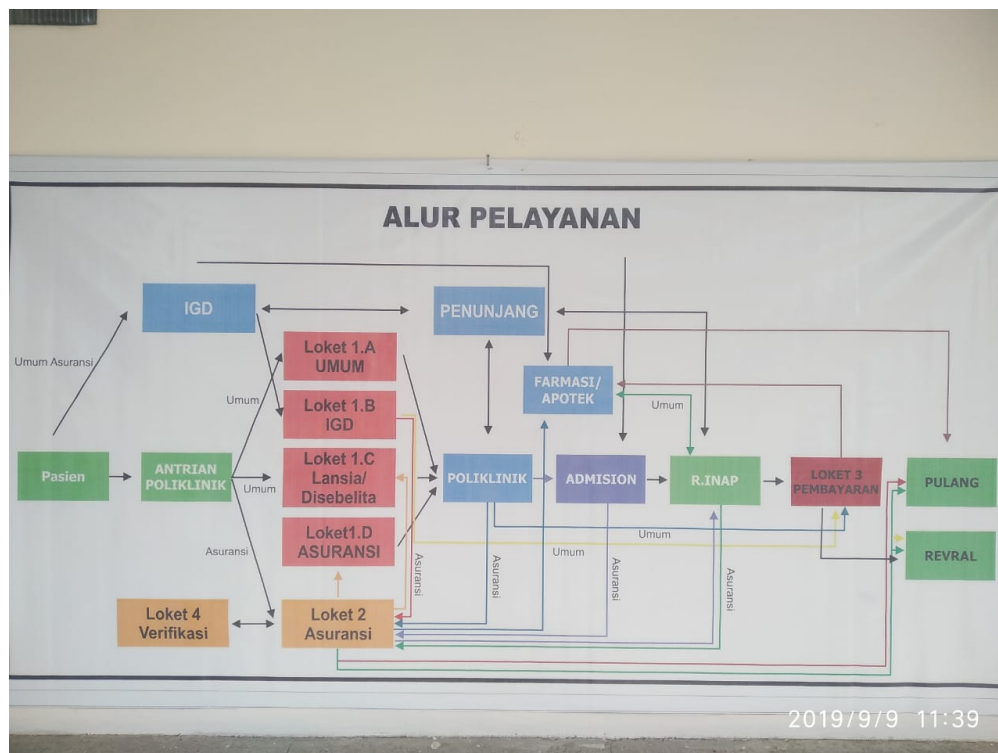 ALUR PELAYANAN
IGD
PENUNJANG
Umum Asuransi
Loket 1.A
UMUM
FARMASI/
APOTEK
Umum
Umum
Loket 1.B
IGD
Pasien
ANTRIAN
POLIKLINIK
Umum
Loket 1.C
Lansia/
Disebelita
POLIKLINIK
ADMISION
R.INAP
LOKET 3
PEMBAYARAN
PULANG
Loket1.D
ASURANSI
Asuransi
Umum
Umum
REVRAL
Asuransi
Asuransi
Asuransi
Asuransi
Loket 4
Verifikasi
Loket 2
Asuransi
2019/9/9 11:39